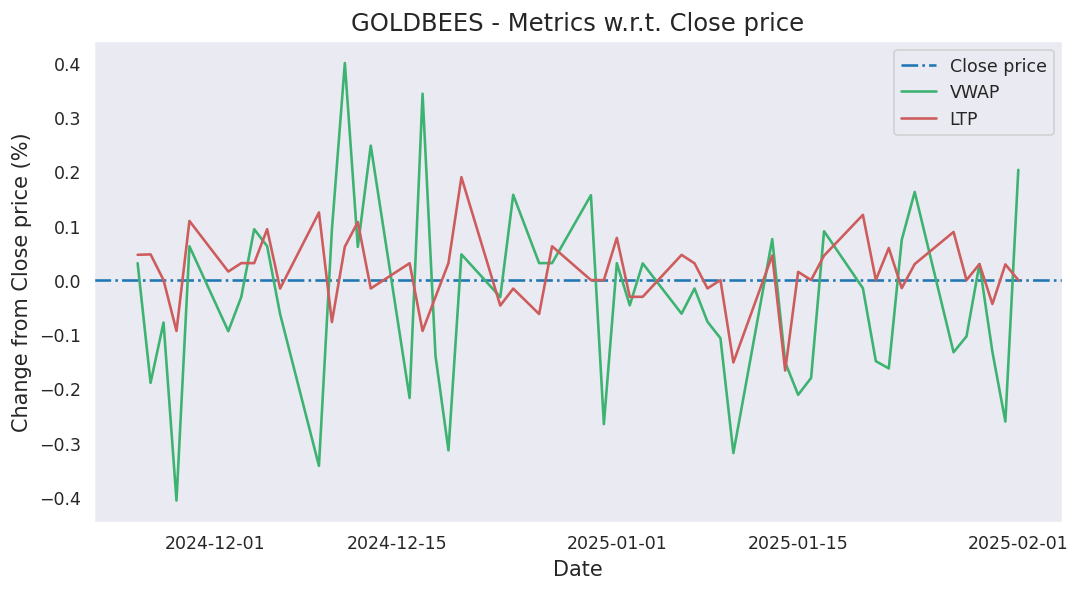 GOLDBEES - Metrics w.r.t. Close price
Close price
VWAP
LTP
Change from Close price (%)
0.4
0.3
0.2
0.1
0.0
−0.1
−0.2
−0.3
−0.4
2024-12-01
2024-12-15
2025-01-01
2025-01-15
2025-02-01
Date